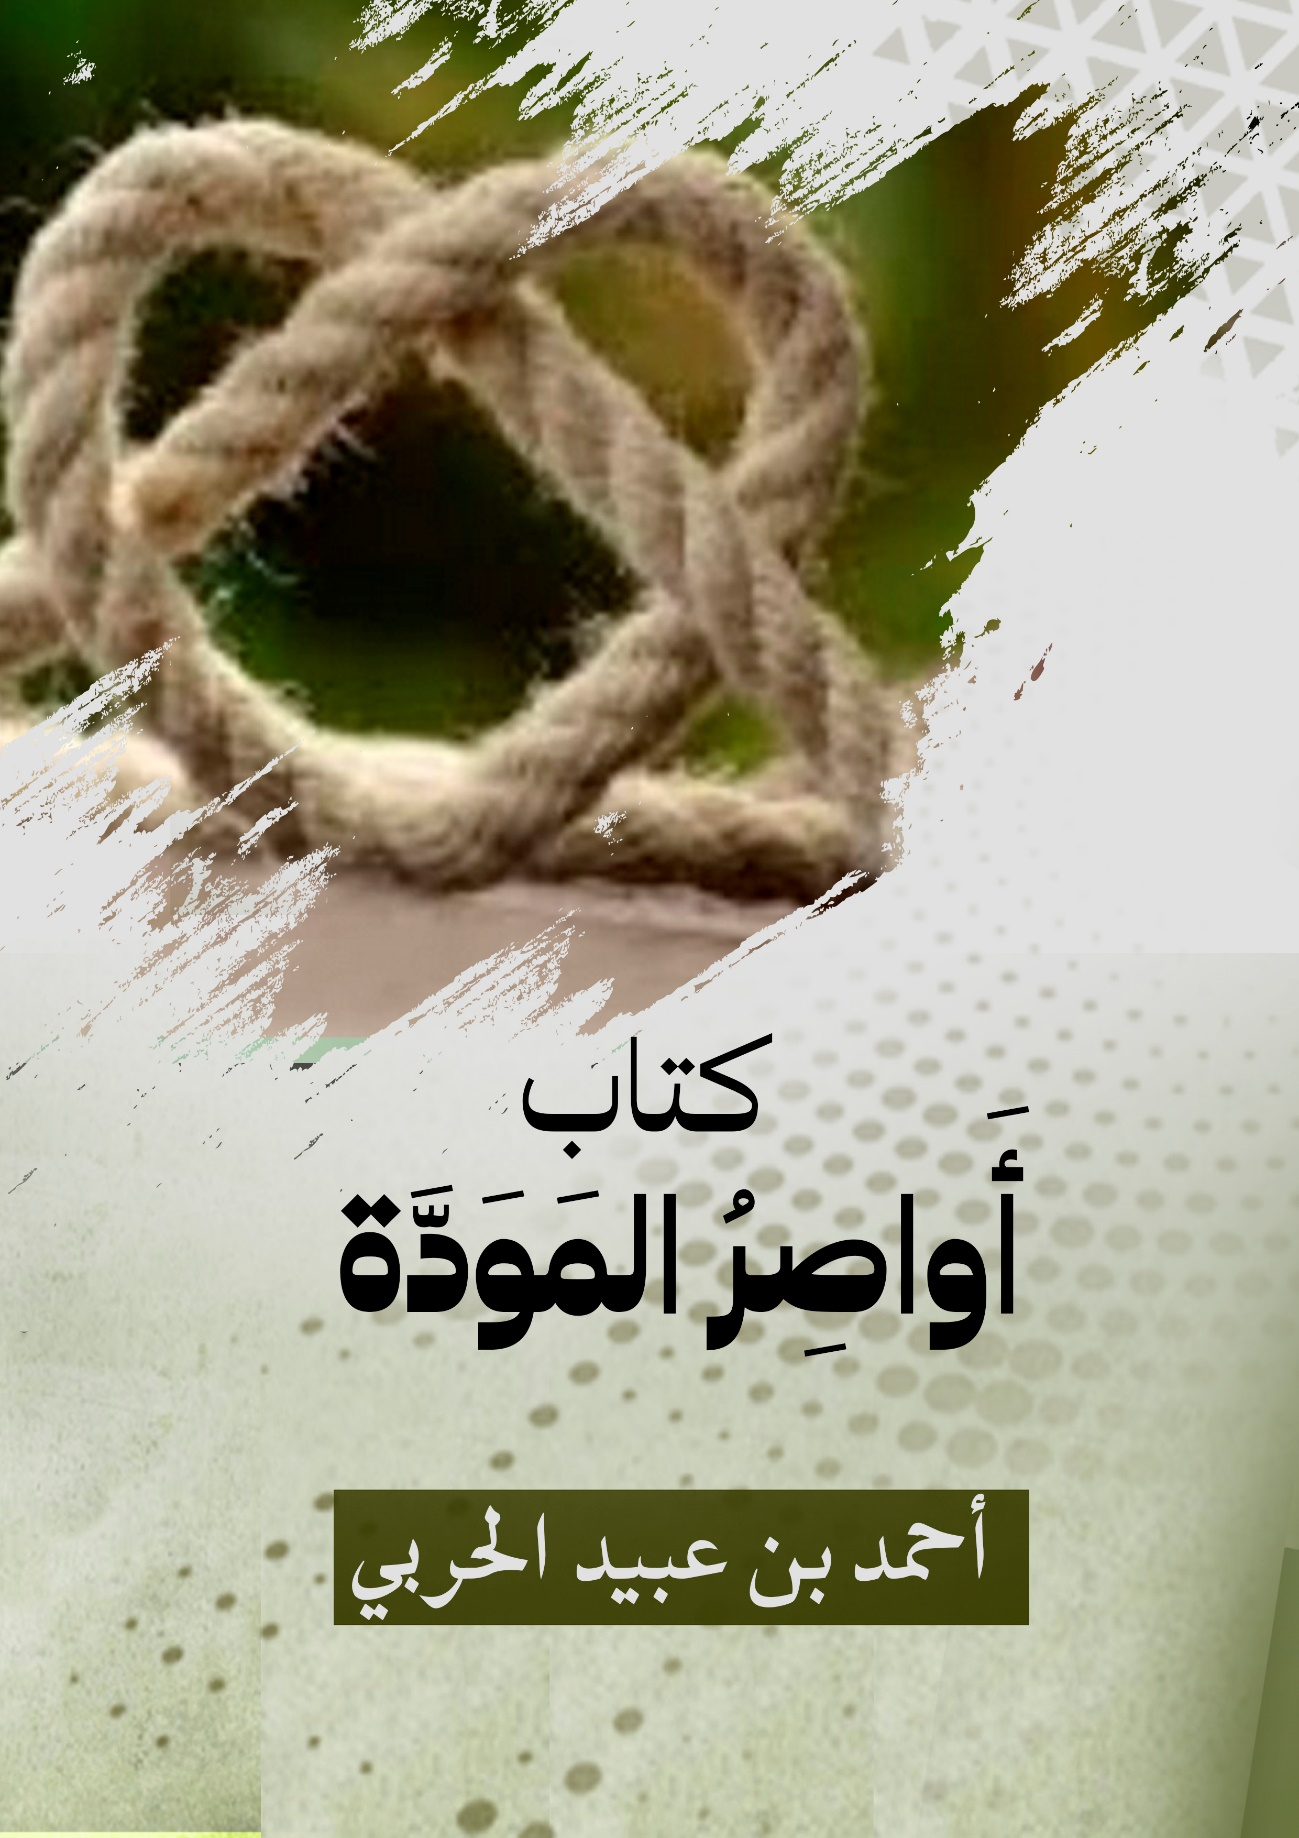 كتاب
أَواصِرُ المَوَدَّة
أحمد بن عبيد الحربي